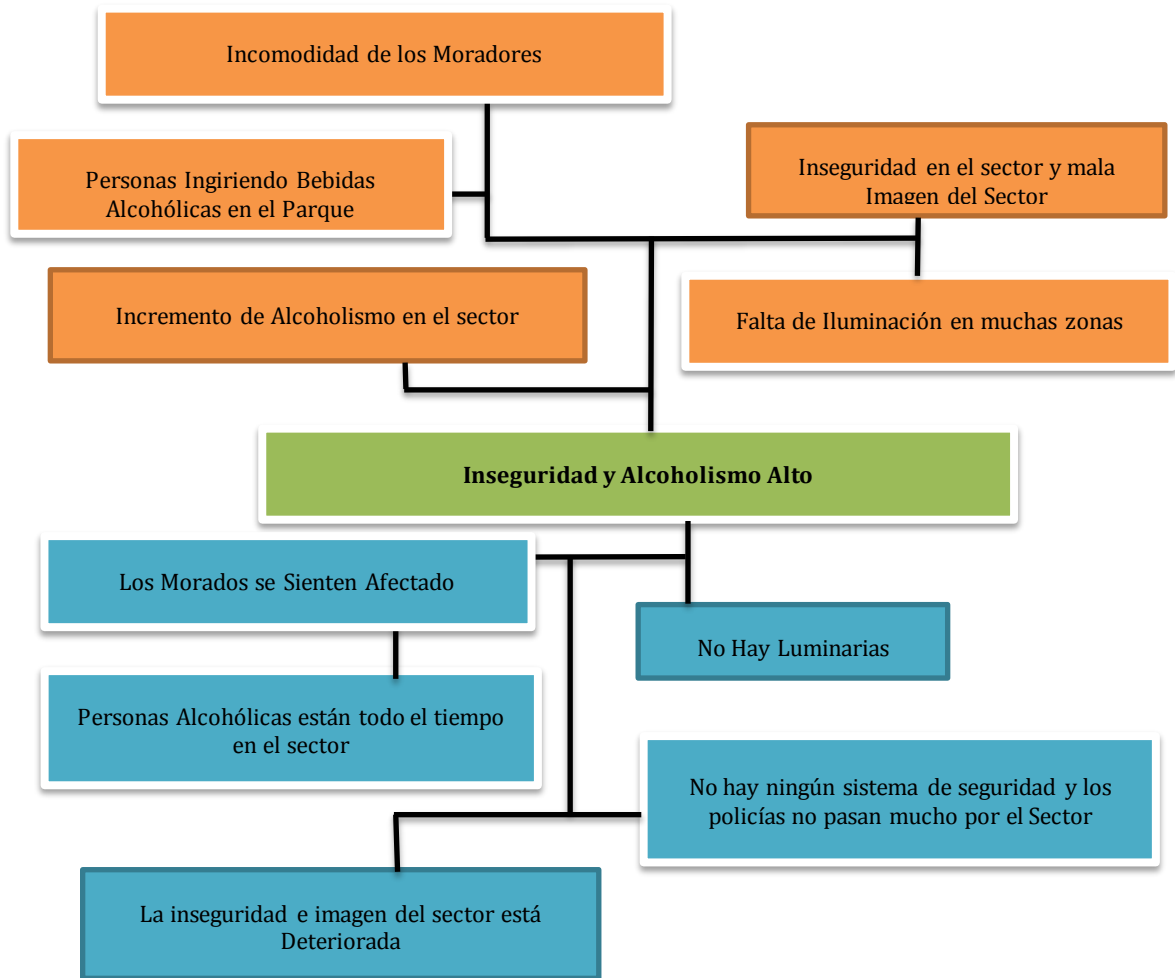 Incomodidad de los Moradores
Personas Ingiriendo Bebidas
Alcohólicas en el Parque
Inseguridad en el sector y mala
Imagen del Sector
Incremento de Alcoholismo en el sector
Falta de Iluminación en muchas zonas
Inseguridad y Alcoholismo Alto
Los Morados se Sienten Afectado
No Hay Luminarias
Personas Alcohólicas están todo el tiempo
en el sector
No hay ningún sistema de seguridad y los
policías no pasan mucho por el Sector
La inseguridad e imagen del sector está
Deteriorada